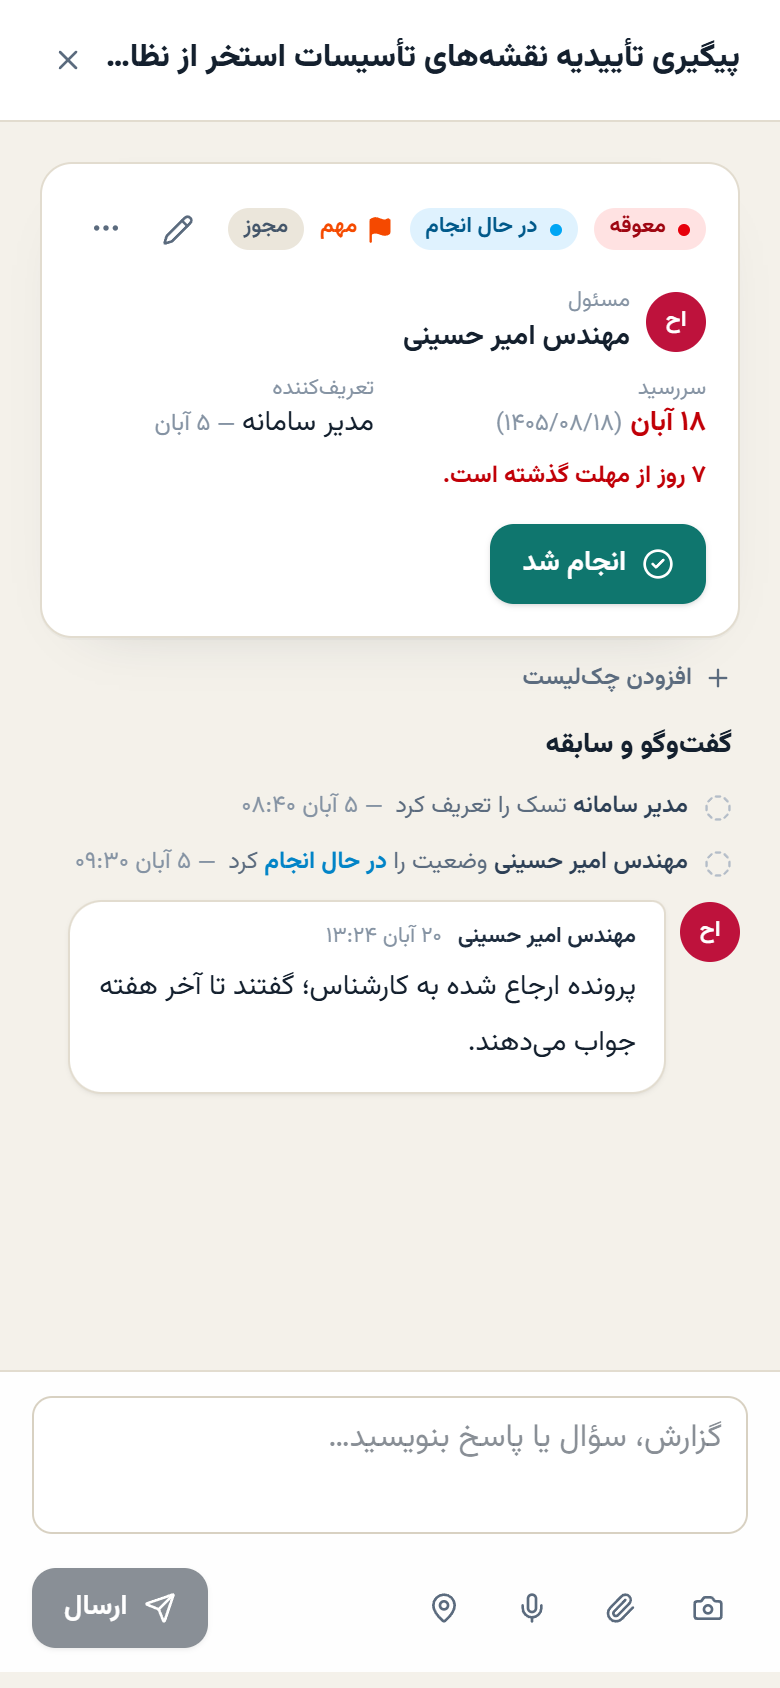 پیگیری تأییدیه نقشه‌های تأسیسات استخر از نظا...
معوقه
در حال انجام
مهم
مجوز
اح
مسئول
مهندس امیر حسینی
سررسید
۱۸ آبان (۱۴۰۵/۰۸/۱۸)
تعریف‌کننده
مدیر سامانه — ۵ آبان
۷ روز از مهلت گذشته است.
انجام شد
افزودن چک‌لیست
گفت‌وگو و سابقه
مدیر سامانه تسک را تعریف کرد — ۵ آبان ۰۸:۴۰
مهندس امیر حسینی وضعیت را در حال انجام کرد — ۵ آبان ۰۹:۳۰
اح
مهندس امیر حسینی ۲۰ آبان ۱۳:۲۴
پرونده ارجاع شده به کارشناس؛ گفتند تا آخر هفته
جواب می‌دهند.
گزارش، سؤال یا پاسخ بنویسید...
ارسال